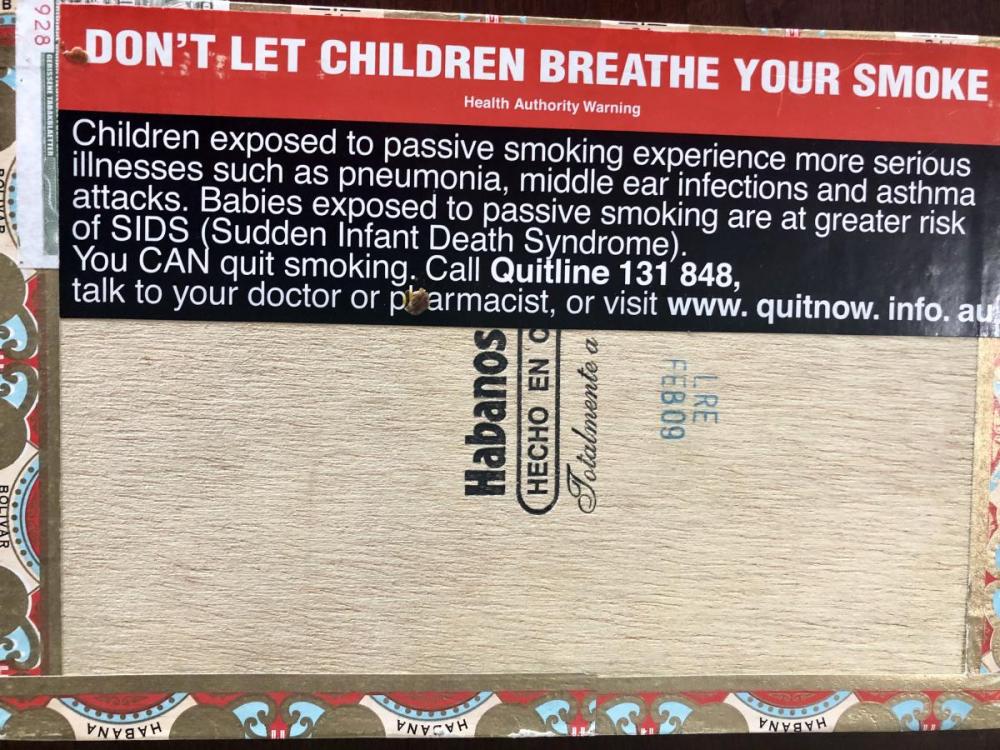 DON'T LET CHILDREN BREATHE YOUR SMOKE
Health Authority Warning
Children exposed to passive smoking experience more serious
illnesses such as pneumonia, middle ear infections and asthma
attacks. Babies exposed to passive smoking are at greater risk
of SIDS (Sudden Infant Death Syndrome).
You CAN quit smoking. Call Quitline 131 848,
talk to your doctor or pharmacist, or visit www. quitnow. info. au
Habanos
HECHO EN C
Totalmente a
LRE
FEB09
928
GERISSENE TABAKBLAETTER
BOLIVAR
BOLIVAR
HABANA
HABANA
HABANA